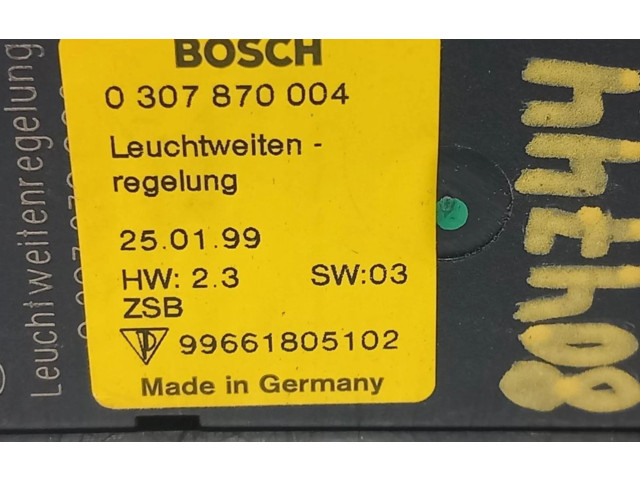 BOSCH
0 307 870 004
Leuchtweiten -
regelung
25.01.99
HW: 2.3 SW:03
ZSB
99661805102
Made in Germany
Leuchtweitenregelung